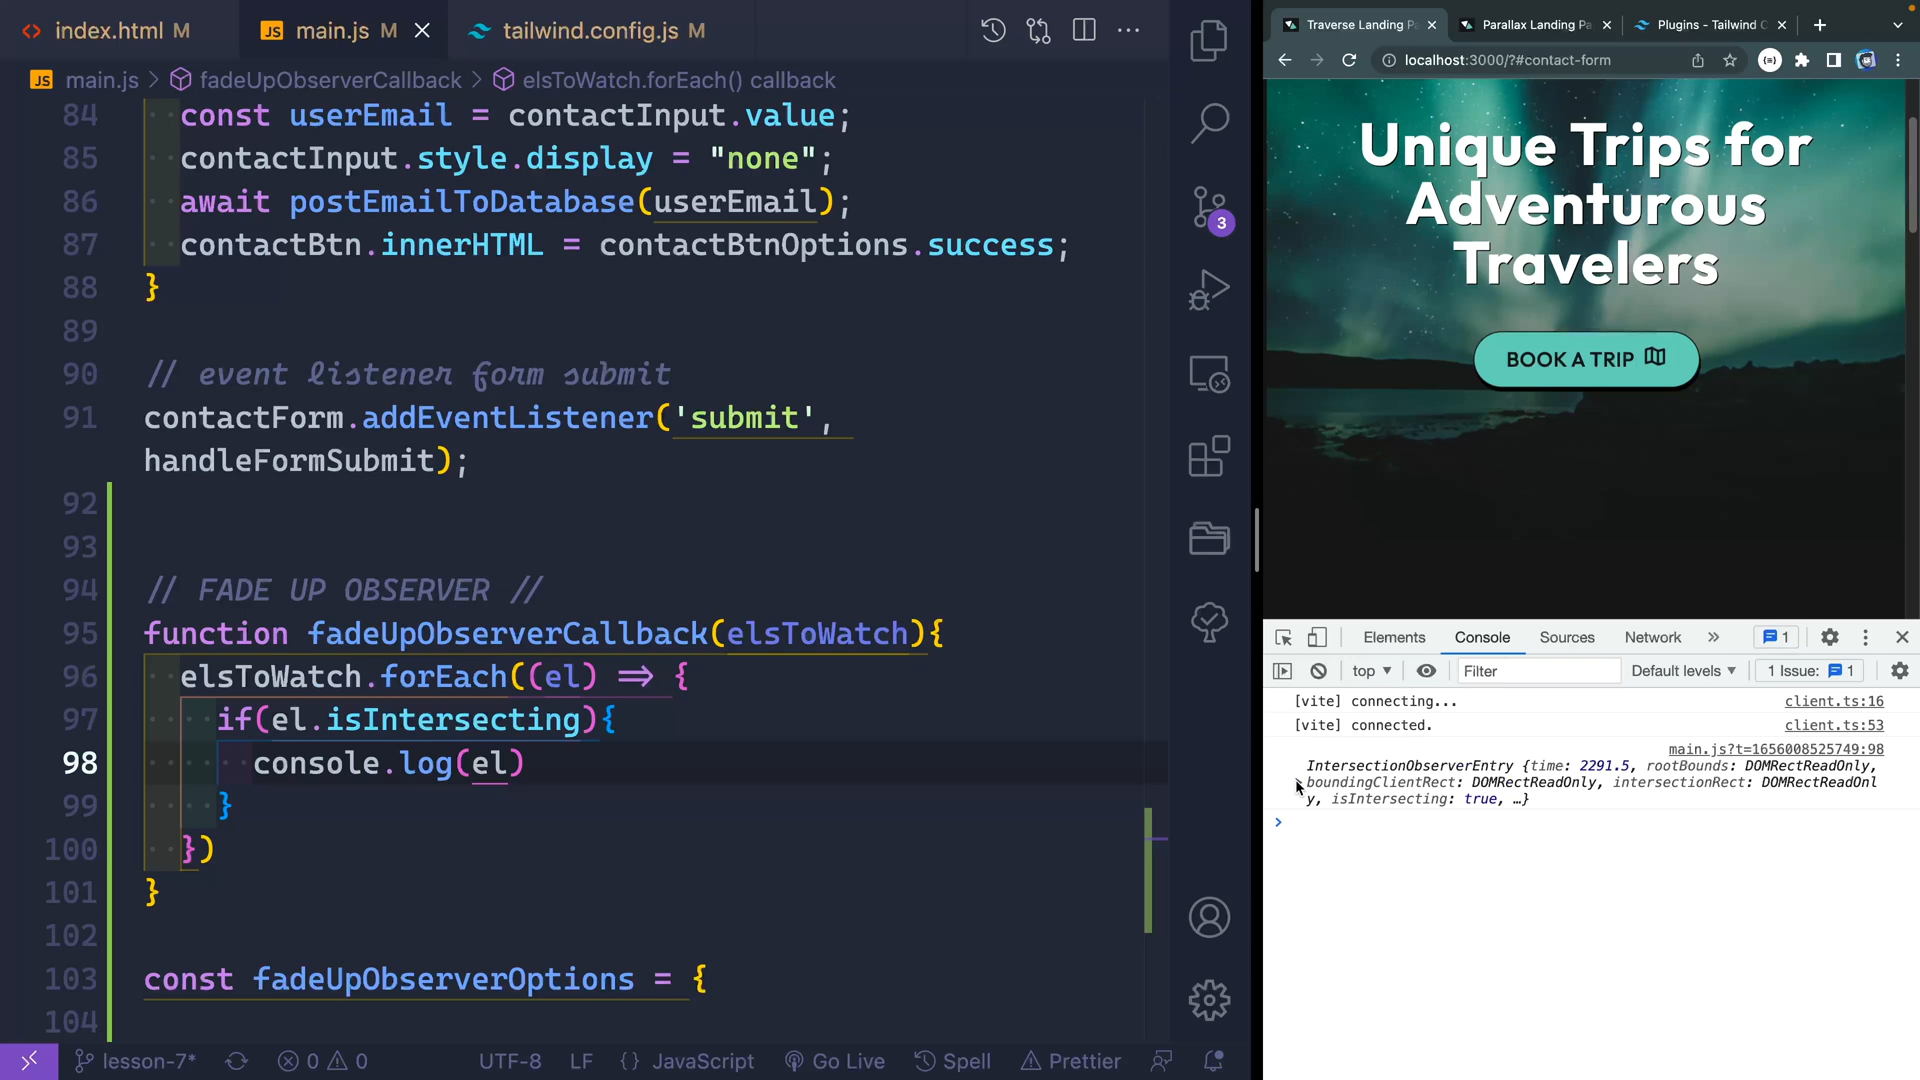 index.html M
main.js M
tailwind.config.js M
main.js > fadeUpObserverCallback > elsToWatch.forEach() callback
84 const userEmail = contactInput.value;
85 contactInput.style.display = "none";
86 await postEmailToDatabase(userEmail);
87 contactBtn.innerHTML = contactBtnOptions.success;
88 }
89
90 // event listener form submit
91 contactForm.addEventListener('submit',
handleFormSubmit);
92
93
94 // FADE UP OBSERVER //
95 function fadeUpObserverCallback(elsToWatch){
96 elsToWatch.forEach((el) => {
97 if(el.isIntersecting){
98 console.log(el)
99 }
100 })
101 }
102
103 const fadeUpObserverOptions = {
104
3
lesson-7* 0 0 UTF-8 LF {} JavaScript Go Live Spell Prettier
Traverse Landing Pa
Parallax Landing Pa
Plugins - Tailwind C
localhost:3000/?#contact-form
Unique Trips for
Adventurous
Travelers
BOOK A TRIP
Elements Console Sources Network » 1
top Filter Default levels 1 Issue: 1
[vite] connecting... client.ts:16
[vite] connected. client.ts:53
main.js?t=1656008525749:98
IntersectionObserverEntry {time: 2291.5, rootBounds: DOMRectReadOnly,
boundingClientRect: DOMRectReadOnly, intersectionRect: DOMRectReadOnl
y, isIntersecting: true, …}